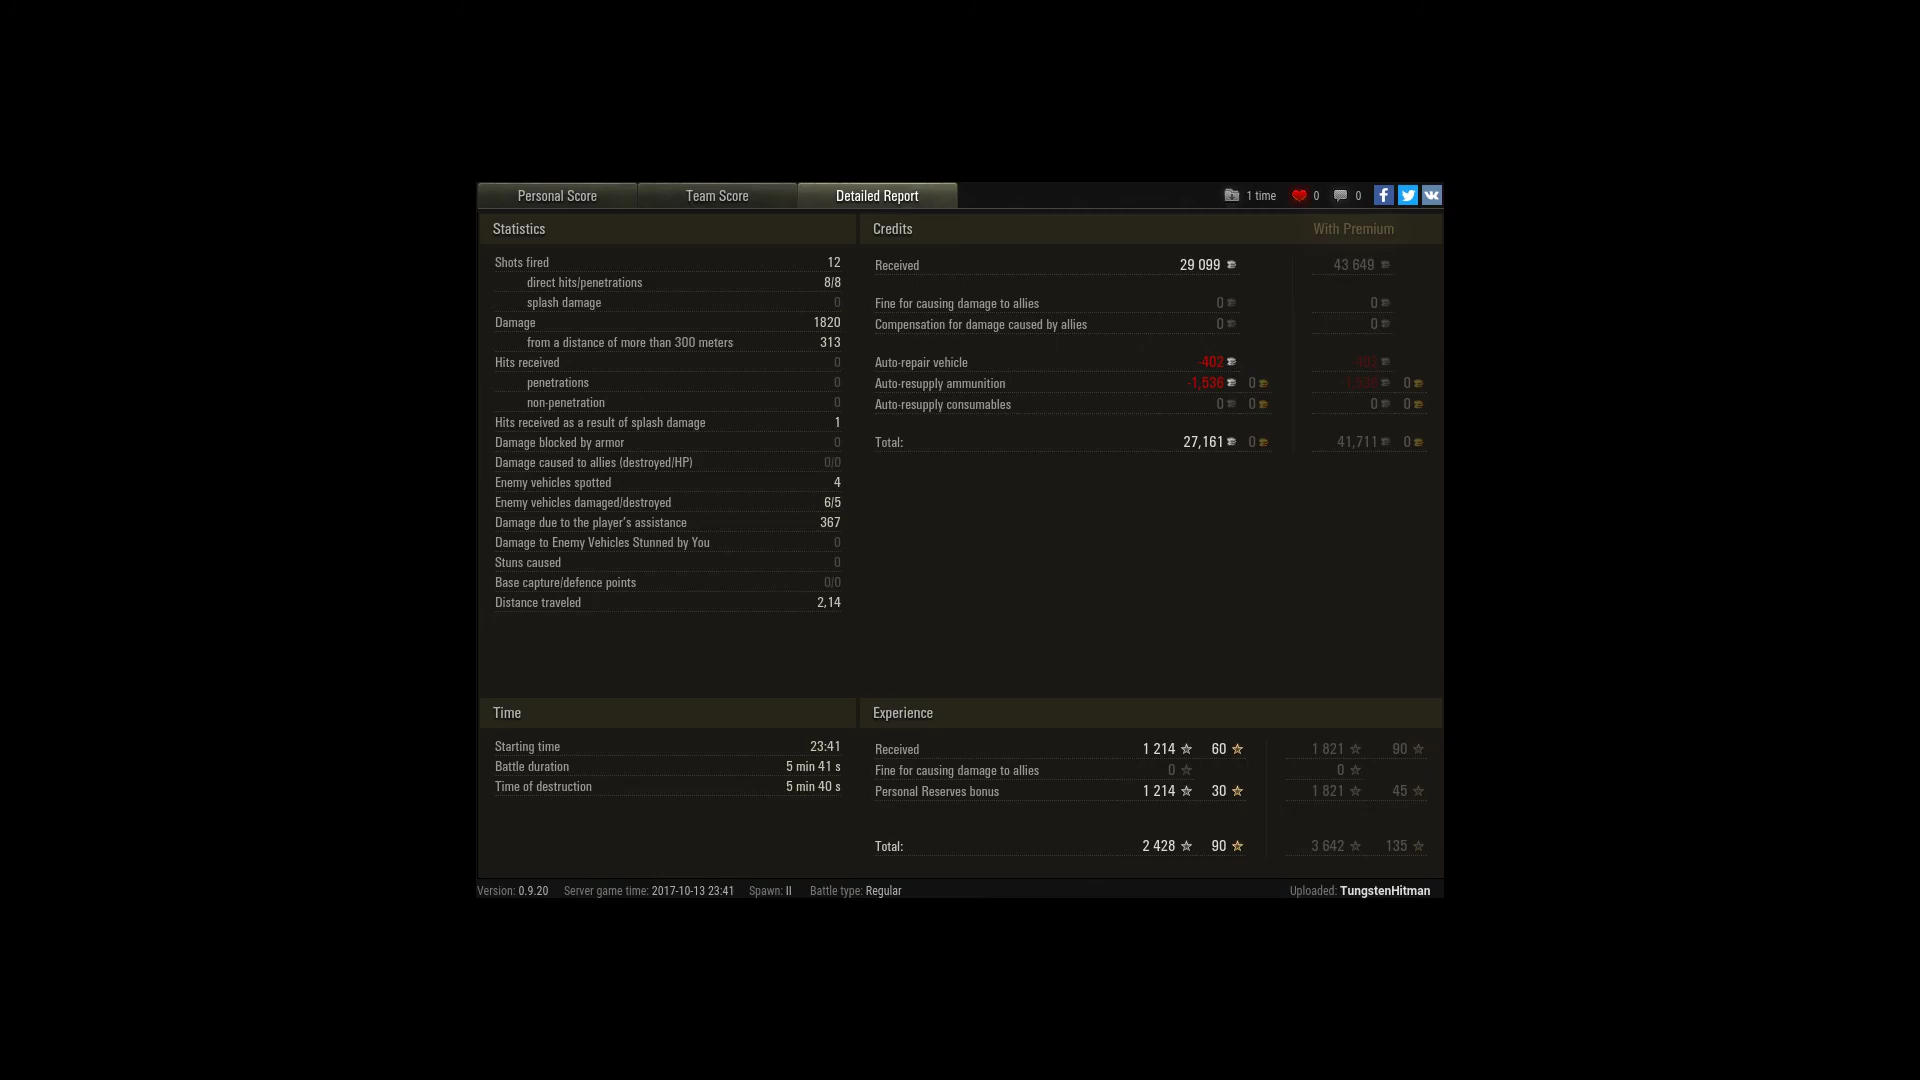 Personal Score Team Score Detailed Report 1 time 0 0
Statistics
Shots fired 12
direct hits/penetrations 8/8
splash damage 0
Damage 1820
from a distance of more than 300 meters 313
Hits received 0
penetrations 0
non-penetration 0
Hits received as a result of splash damage 1
Damage blocked by armor 0
Damage caused to allies (destroyed/HP) 0/0
Enemy vehicles spotted 4
Enemy vehicles damaged/destroyed 6/5
Damage due to the player's assistance 367
Damage to Enemy Vehicles Stunned by You 0
Stuns caused 0
Base capture/defence points 0/0
Distance traveled 2,14
Credits With Premium
Received 29 099 43 649
Fine for causing damage to allies 0 0
Compensation for damage caused by allies 0 0
Auto-repair vehicle -402 -402
Auto-resupply ammunition -1,536 0 -1,536 0
Auto-resupply consumables 0 0 0 0
Total: 27,161 0 41,711 0
Time
Starting time 23:41
Battle duration 5 min 41 s
Time of destruction 5 min 40 s
Experience
Received 1 214 60 1 821 90
Fine for causing damage to allies 0 0
Personal Reserves bonus 1 214 30 1 821 45
Total: 2 428 90 3 642 135
Version: 0.9.20 Server game time: 2017-10-13 23:41 Spawn: II Battle type: Regular Uploaded: TungstenHitman